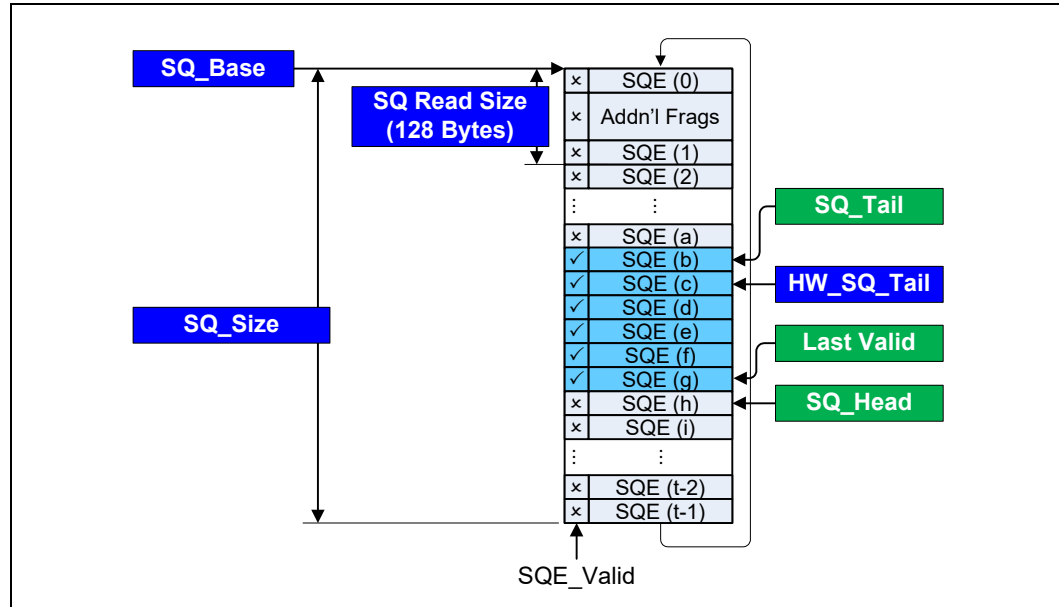 SQ_Base
SQ Read Size
(128 Bytes)
SQ_Size
× SQE (0)
× Addn'l Frags
× SQE (1)
× SQE (2)
⋮ ⋮
× SQE (a)
✓ SQE (b)
✓ SQE (c)
✓ SQE (d)
✓ SQE (e)
✓ SQE (f)
✓ SQE (g)
× SQE (h)
× SQE (i)
⋮ ⋮
× SQE (t-2)
× SQE (t-1)
SQE_Valid
SQ_Tail
HW_SQ_Tail
Last Valid
SQ_Head